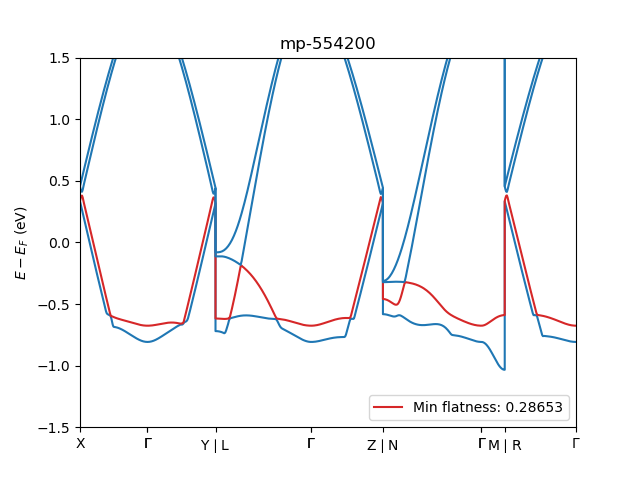 mp-554200
E − E_F (eV)
1.5
1.0
0.5
0.0
−0.5
−1.0
−1.5
Min flatness: 0.28653
X Γ Y | L Γ Z | N Γ M | R Γ